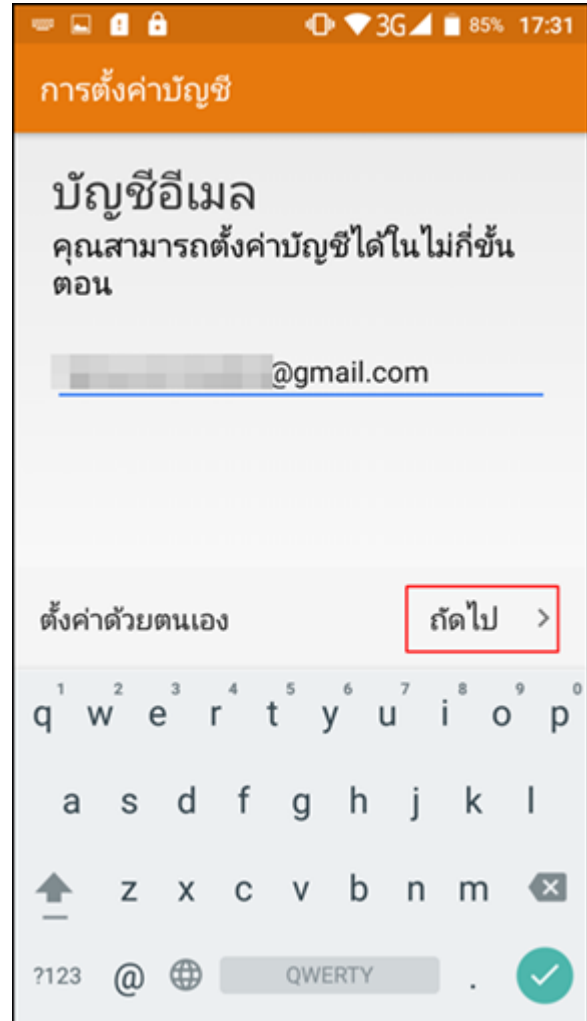 3G 85% 17:31
การตั้งค่าบัญชี
บัญชีอีเมล
คุณสามารถตั้งค่าบัญชีได้ในไม่กี่ขั้น
ตอน
@gmail.com
ตั้งค่าด้วยตนเอง ถัดไป
1 2 3 4 5 6 7 8 9 0
q w e r t y u i o p
a s d f g h j k l
z x c v b n m
?123 @ QWERTY .